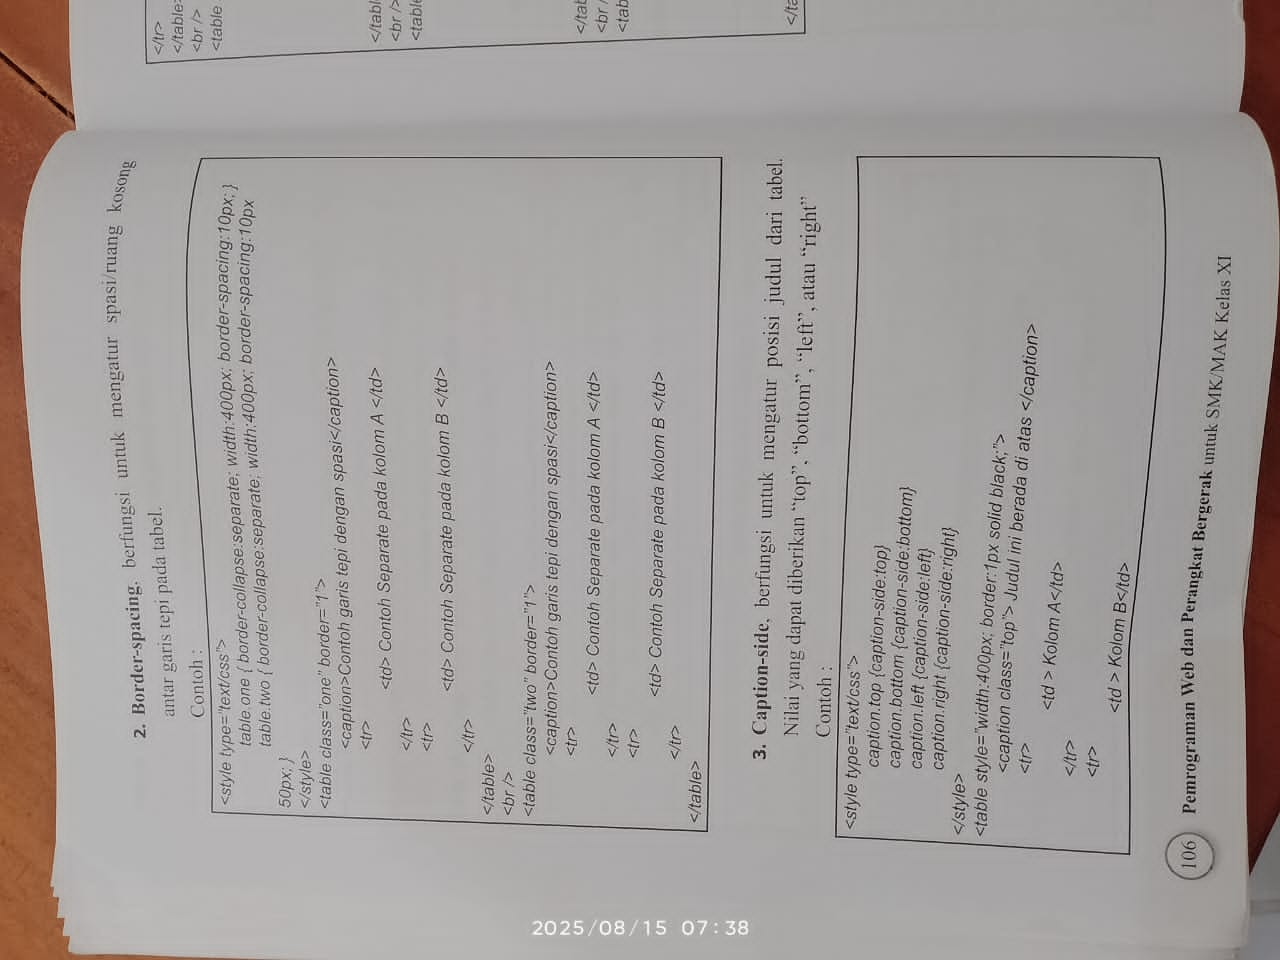 </tr>
</table>
<br />
<table
<br />
2. Border-spacing, berfungsi untuk mengatur spasi/ruang kosong
antar garis tepi pada tabel.
Contoh :
<style type="text/css">
table.one { border-collapse:separate; width:400px; border-spacing:10px; }
table.two { border-collapse:separate; width:400px; border-spacing:10px
50px; }
</style>
<table class="one" border="1">
<caption>Contoh garis tepi dengan spasi</caption>
<tr>
<td> Contoh Separate pada kolom A </td>
</tr>
<tr>
<td> Contoh Separate pada kolom B </td>
</tr>
</table>
<br />
<table class="two" border="1">
<caption>Contoh garis tepi dengan spasi</caption>
<tr>
<td> Contoh Separate pada kolom A </td>
</tr>
<tr>
<td> Contoh Separate pada kolom B </td>
</tr>
</table>
3. Caption-side, berfungsi untuk mengatur posisi judul dari tabel.
Nilai yang dapat diberikan “top”, “bottom”, “left”, atau “right”
Contoh :
<style type="text/css">
caption.top {caption-side:top}
caption.bottom {caption-side:bottom}
caption.left {caption-side:left}
caption.right {caption-side:right}
</style>
<table style="width:400px; border:1px solid black;">
<caption class="top"> Judul ini berada di atas </caption>
<tr>
<td > Kolom A</td>
</tr>
<tr>
<td > Kolom B</td>
106 Pemrograman Web dan Perangkat Bergerak untuk SMK/MAK Kelas XI
2025/08/15 07:38